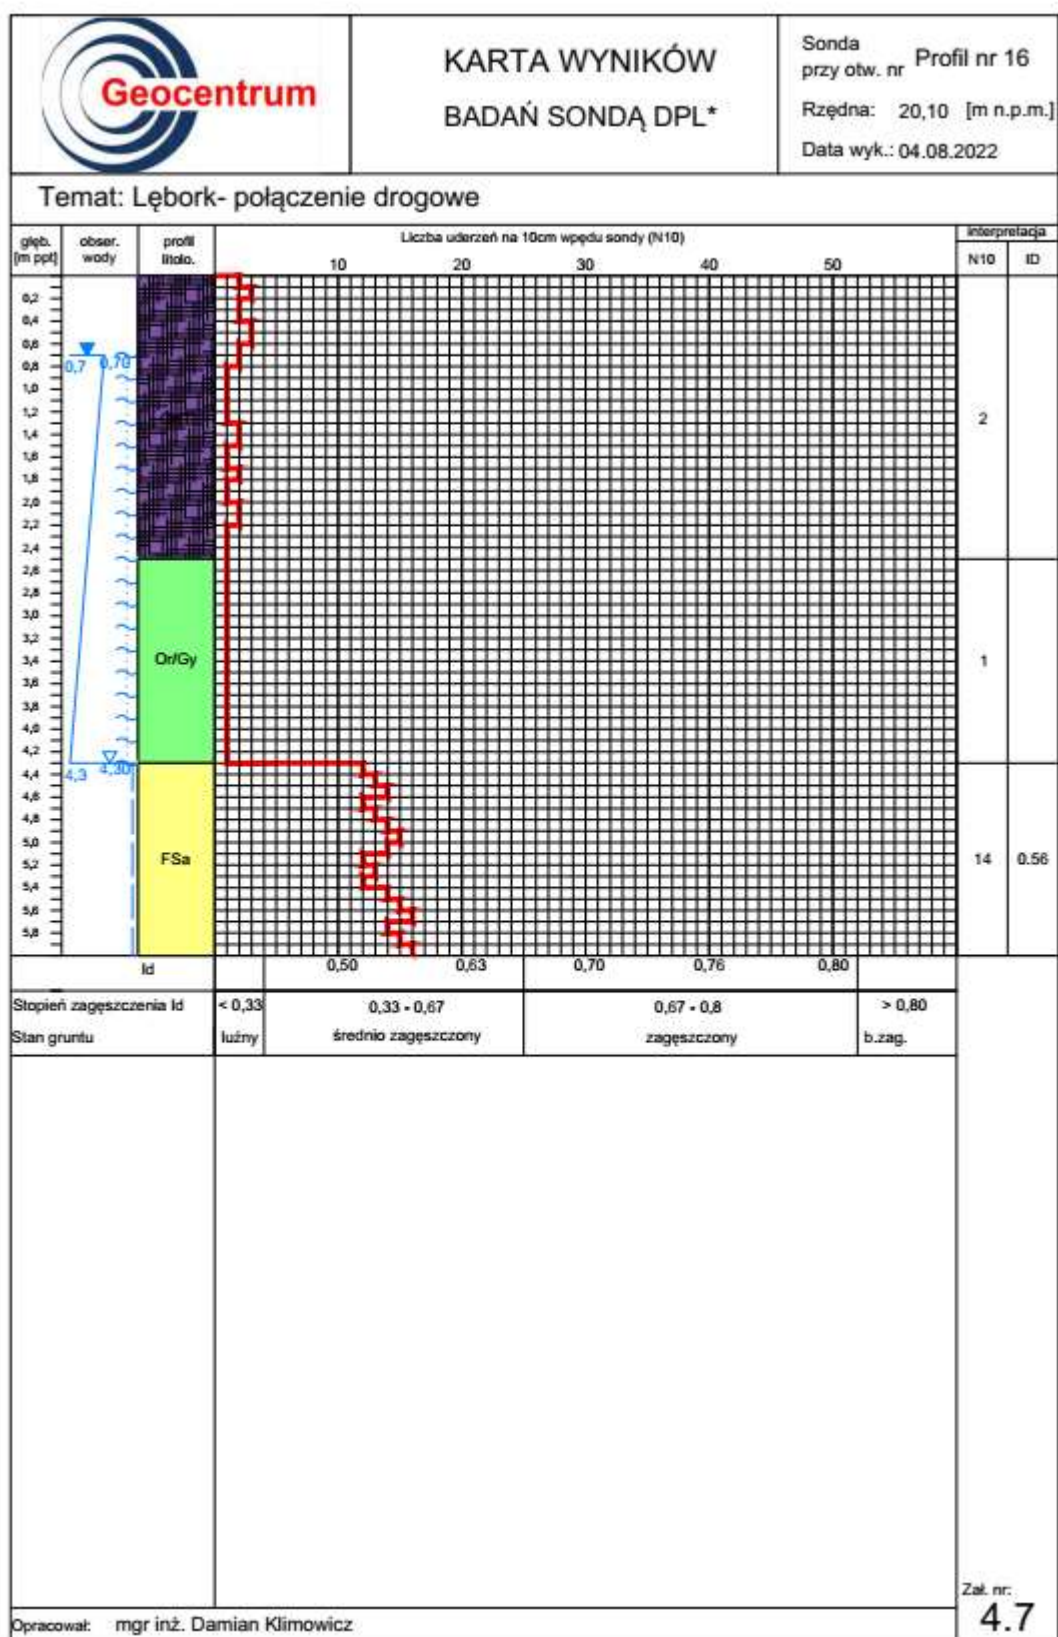 Geocentrum
KARTA WYNIKÓW
BADAŃ SONDĄ DPL*
Sonda
przy otw. nr Profil nr 16
Rzędna: 20,10 [m n.p.m.]
Data wyk.: 04.08.2022
Temat: Lębork- połączenie drogowe
głęb. [m ppt]
obser. wody
profil litolo.
Liczba uderzeń na 10cm wpędu sondy (N10)
10 20 30 40 50
interpretacja
N10 ID
0,2
0,4
0,6
0,8
1,0
1,2
1,4
1,6
1,8
2,0
2,2
2,4
2,6
2,8
3,0
3,2
3,4
3,6
3,8
4,0
4,2
4,4
4,6
4,8
5,0
5,2
5,4
5,6
5,8
0,7 0,70
4,3 4,30
Or/Gy
FSa
2
1
14 0.56
Id 0,50 0,63 0,70 0,76 0,80
Stopień zagęszczenia Id < 0,33 0,33 - 0,67 0,67 - 0,8 > 0,80
Stan gruntu luźny średnio zagęszczony zagęszczony b.zag.
Zał. nr:
4.7
Opracował: mgr inż. Damian Klimowicz